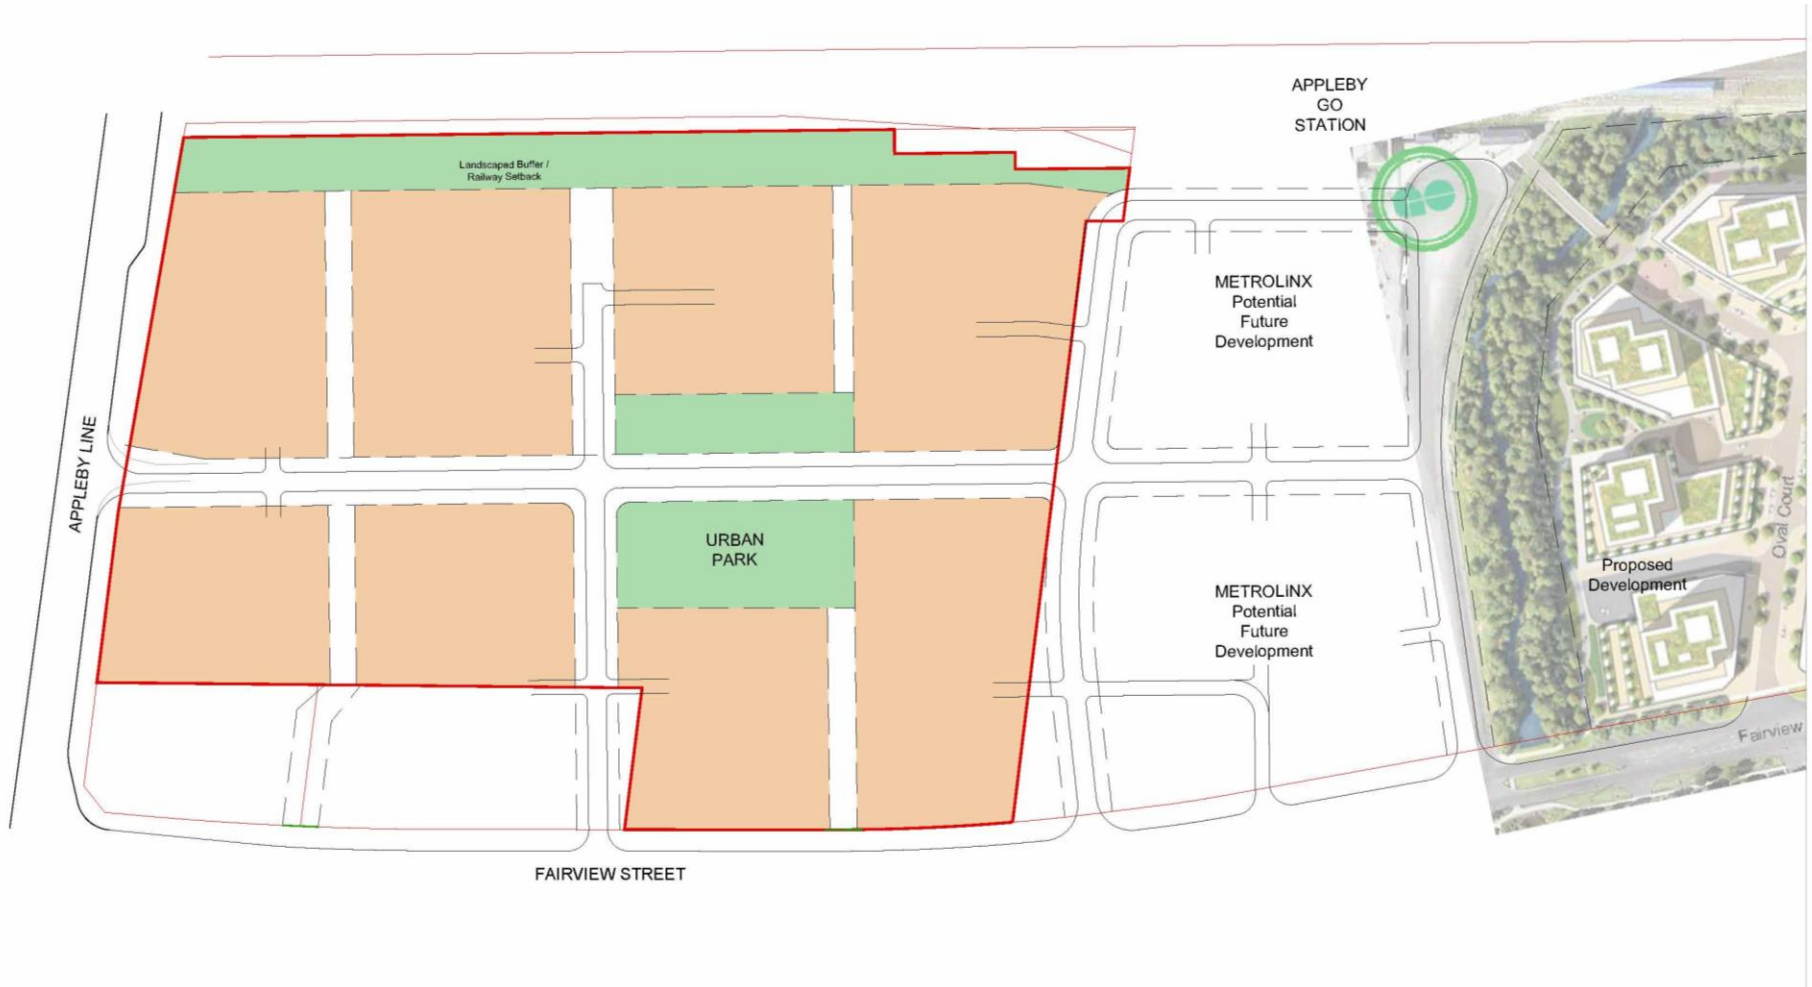 APPLEBY
GO
STATION
Landscaped Buffer /
Railway Setback
METROLINX
Potential
Future
Development
APPLEBY LINE
URBAN
PARK
Oval Court
Proposed
Development
METROLINX
Potential
Future
Development
Fairview
FAIRVIEW STREET